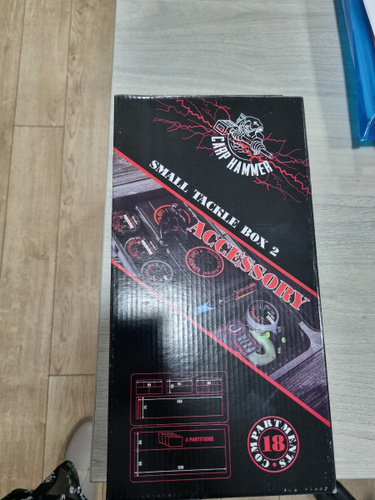 CARP HAMMER
SMALL TACKLE BOX 2
ACCESSORY
4 PARTITIONS
18
COMPARTMENTS